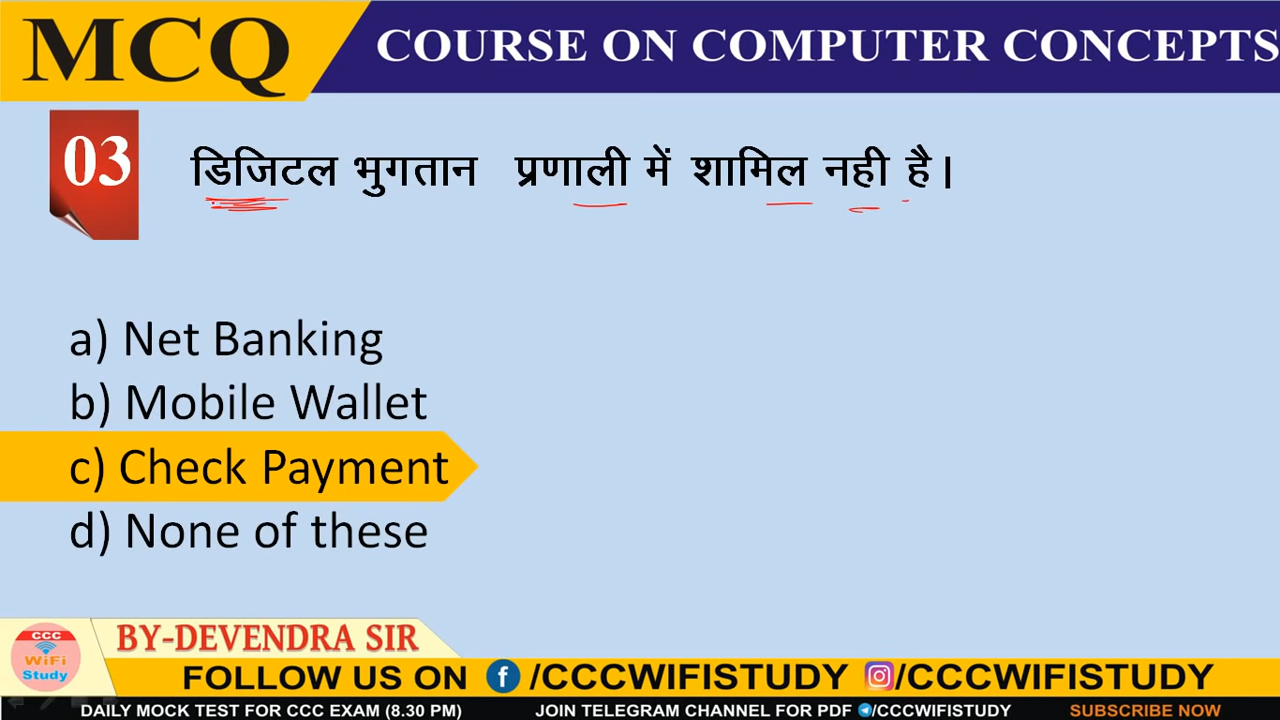 MCQ
COURSE ON COMPUTER CONCEPTS
03
डिजिटल भुगतान प्रणाली में शामिल नही है।
a) Net Banking
b) Mobile Wallet
c) Check Payment
d) None of these
CCC
WiFi
Study
BY-DEVENDRA SIR
FOLLOW US ON f /CCCWIFISTUDY /CCCWIFISTUDY
DAILY MOCK TEST FOR CCC EXAM (8.30 PM) JOIN TELEGRAM CHANNEL FOR PDF /CCCWIFISTUDY SUBSCRIBE NOW